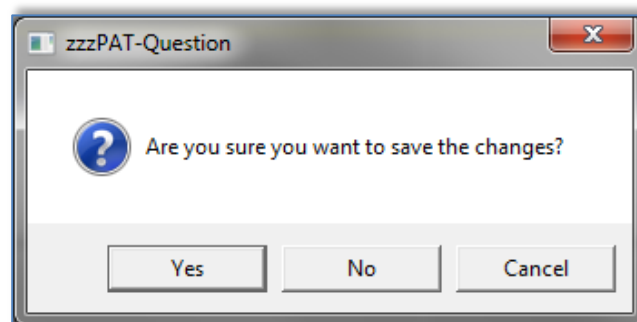 zzzPAT-Question
Are you sure you want to save the changes?
Yes No Cancel